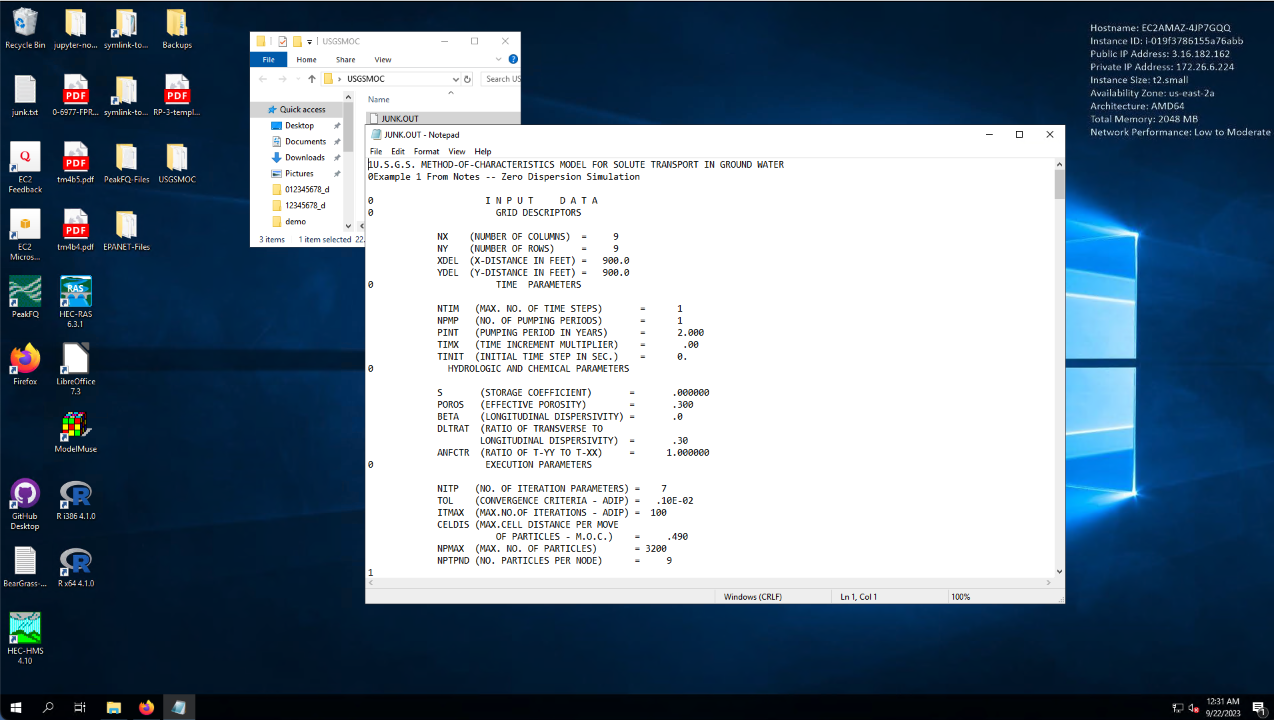 Recycle Bin
jupyter-no...
symlink-to...
Backups
junk.txt
0-6977-FPR...
symlink-to...
RP-3-templ...
EC2
Feedback
tm4b5.pdf
PeakFQ-Files
USGSMOC
EC2
Micros...
tm4b4.pdf
EPANET-Files
PeakFQ
HEC-RAS
6.3.1
Firefox
LibreOffice
7.3
ModelMuse
GitHub
Desktop
R i386 4.1.0
BearGrass-...
R x64 4.1.0
HEC-HMS
4.10
USGSMOC
File Home Share View
USGSMOC
Search US
Quick access
Desktop
Documents
Downloads
Pictures
012345678_d
12345678_d
demo
Name
JUNK.OUT
3 items 1 item selected 22.
JUNK.OUT - Notepad
File Edit Format View Help
1U.S.G.S. METHOD-OF-CHARACTERISTICS MODEL FOR SOLUTE TRANSPORT IN GROUND WATER
0Example 1 From Notes -- Zero Dispersion Simulation
0 I N P U T D A T A
0 GRID DESCRIPTORS
NX (NUMBER OF COLUMNS) = 9
NY (NUMBER OF ROWS) = 9
XDEL (X-DISTANCE IN FEET) = 900.0
YDEL (Y-DISTANCE IN FEET) = 900.0
0 TIME PARAMETERS
NTIM (MAX. NO. OF TIME STEPS) = 1
NPMP (NO. OF PUMPING PERIODS) = 1
PINT (PUMPING PERIOD IN YEARS) = 2.000
TIMX (TIME INCREMENT MULTIPLIER) = .00
TINIT (INITIAL TIME STEP IN SEC.) = 0.
0 HYDROLOGIC AND CHEMICAL PARAMETERS
S (STORAGE COEFFICIENT) = .000000
POROS (EFFECTIVE POROSITY) = .300
BETA (LONGITUDINAL DISPERSIVITY) = .0
DLTRAT (RATIO OF TRANSVERSE TO
LONGITUDINAL DISPERSIVITY) = .30
ANFCTR (RATIO OF T-YY TO T-XX) = 1.000000
0 EXECUTION PARAMETERS
NITP (NO. OF ITERATION PARAMETERS) = 7
TOL (CONVERGENCE CRITERIA - ADIP) = .10E-02
ITMAX (MAX.NO.OF ITERATIONS - ADIP) = 100
CELDIS (MAX.CELL DISTANCE PER MOVE
OF PARTICLES - M.O.C.) = .490
NPMAX (MAX. NO. OF PARTICLES) = 3200
NPTPND (NO. PARTICLES PER NODE) = 9
1
Windows (CRLF) Ln 1, Col 1 100%
Hostname: EC2AMAZ-4JP7GQQ
Instance ID: i-019f3786155a76abb
Public IP Address: 3.16.182.162
Private IP Address: 172.26.6.224
Instance Size: t2.small
Availability Zone: us-east-2a
Architecture: AMD64
Total Memory: 2048 MB
Network Performance: Low to Moderate
12:31 AM
9/22/2023
1